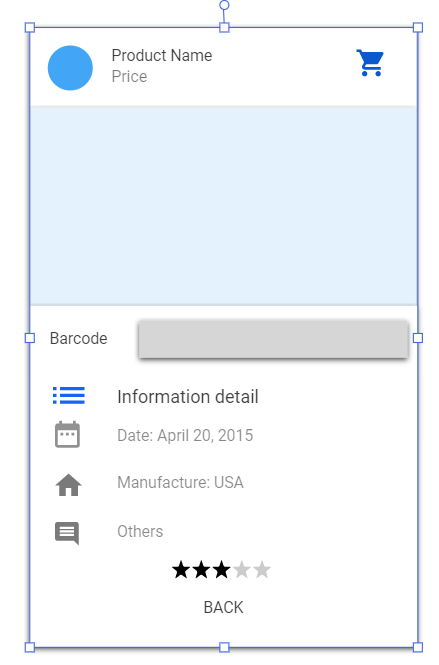 Product Name
Price
Barcode
Information detail
Date: April 20, 2015
Manufacture: USA
Others
BACK